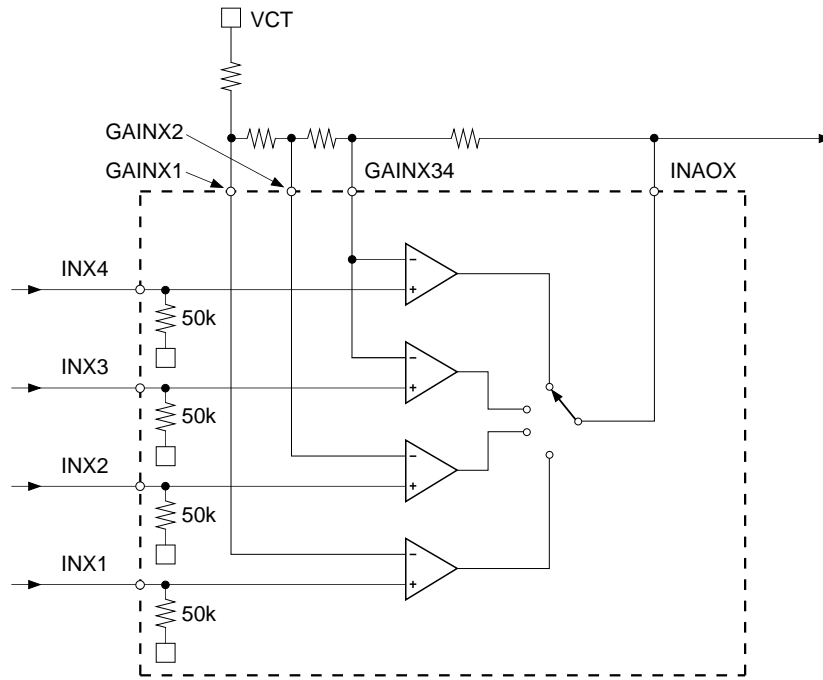 VCT
GAINX2
GAINX1
GAINX34
INAOX
INX4
50k
INX3
50k
INX2
50k
INX1
50k